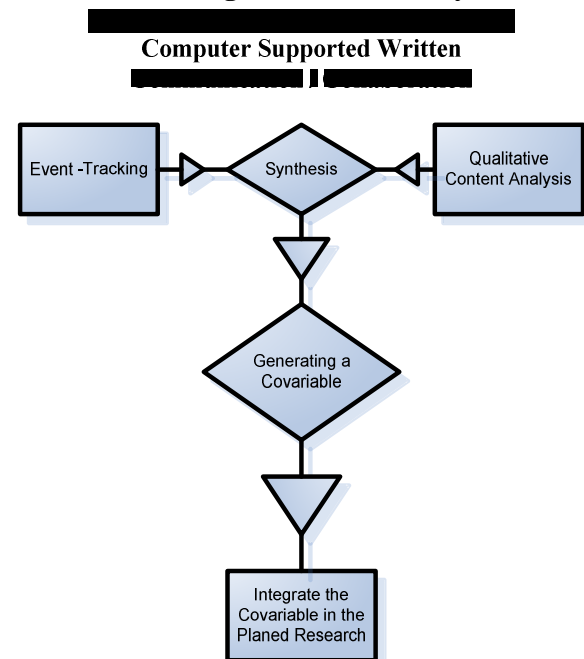 Computer Supported Written
Event -Tracking
Synthesis
Qualitative
Content Analysis
Generating a
Covariable
Integrate the
Covariable in the
Planed Research